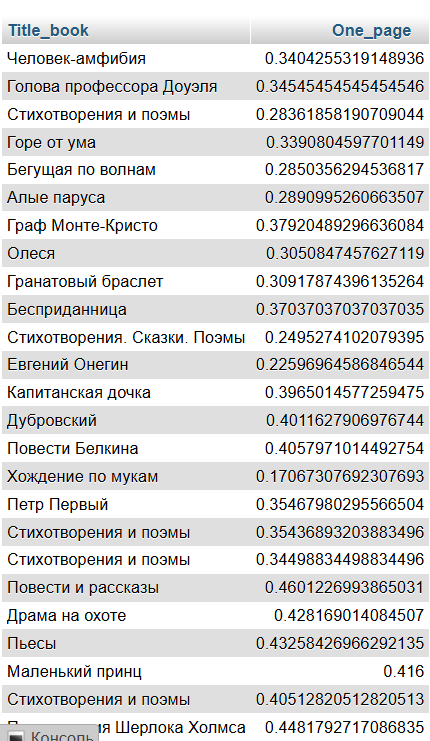 Title_book One_page
Человек-амфибия 0.3404255319148936
Голова профессора Доуэля 0.34545454545454546
Стихотворения и поэмы 0.28361858190709044
Горе от ума 0.3390804597701149
Бегущая по волнам 0.2850356294536817
Алые паруса 0.2890995260663507
Граф Монте-Кристо 0.37920489296636084
Олеся 0.3050847457627119
Гранатовый браслет 0.30917874396135264
Бесприданница 0.37037037037037035
Стихотворения. Сказки. Поэмы 0.2495274102079395
Евгений Онегин 0.22596964586846544
Капитанская дочка 0.3965014577259475
Дубровский 0.4011627906976744
Повести Белкина 0.4057971014492754
Хождение по мукам 0.17067307692307693
Петр Первый 0.35467980295566504
Стихотворения и поэмы 0.35436893203883496
Стихотворения и поэмы 0.34498834498834496
Повести и рассказы 0.4601226993865031
Драма на охоте 0.428169014084507
Пьесы 0.43258426966292135
Маленький принц 0.416
Стихотворения и поэмы 0.40512820512820513
Шерлока Холмса 0.4481792717086835
Консоль